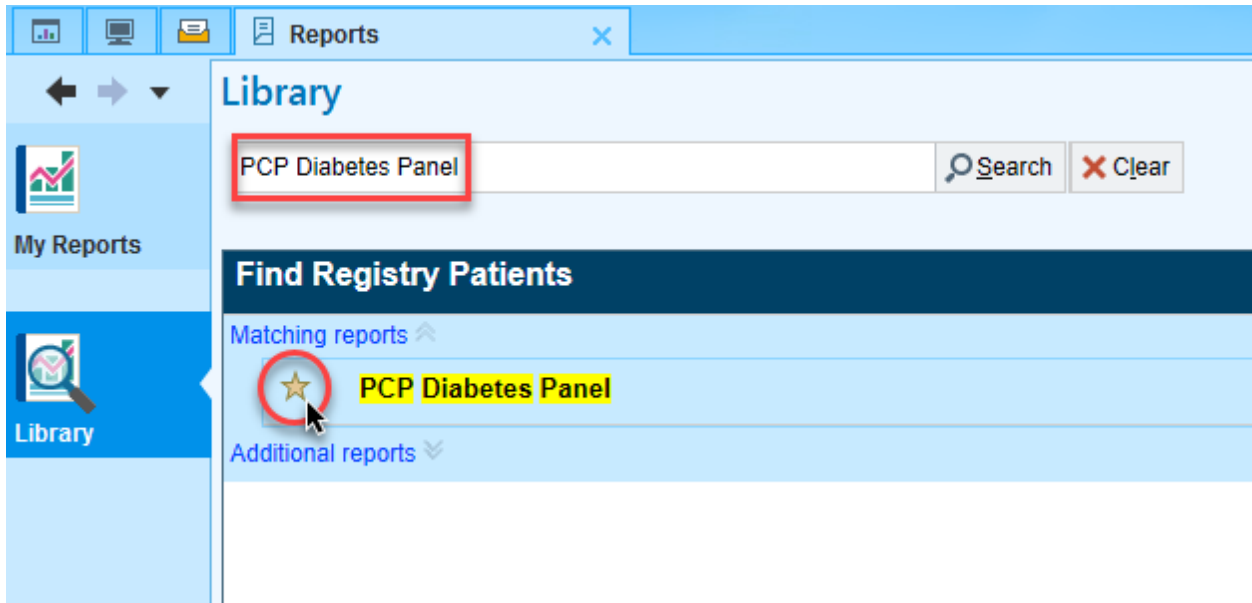 Reports
Library
PCP Diabetes Panel
Search
Clear
My Reports
Find Registry Patients
Matching reports
PCP Diabetes Panel
Library
Additional reports